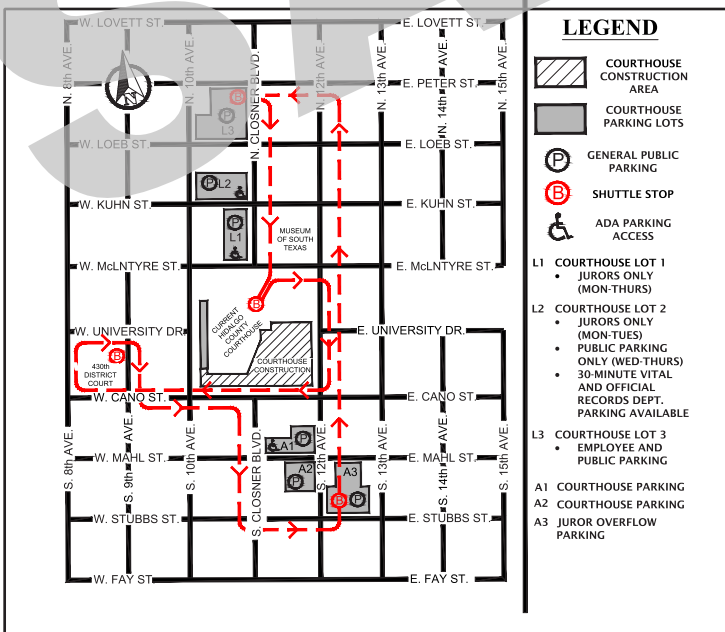 W. LOVETT ST.
E. LOVETT ST.
N. 8th AVE.
N. 10th AVE.
N. CLOSNER BLVD.
N. 12th AVE.
N. 13th AVE.
N. 14th AVE.
N. 15th AVE.
N
E. PETER ST.
B
P
L3
W. LOEB ST.
E. LOEB ST.
P
L2
W. KUHN ST.
E. KUHN ST.
P
L1
MUSEUM
OF SOUTH
TEXAS
W. McLNTYRE ST.
E. McLNTYRE ST.
B
CURRENT
HIDALGO
COUNTY
COURTHOUSE
W. UNIVERSITY DR.
E. UNIVERSITY DR.
B
430th
DISTRICT
COURT
COURTHOUSE
CONSTRUCTION
W. CANO ST.
E. CANO ST.
S. 8th AVE.
S. 9th AVE.
S. 10th AVE.
S. CLOSNER BLVD.
S. 12th AVE.
S. 13th AVE.
S. 14th AVE.
S. 15th AVE.
A1
P
W. MAHL ST.
E. MAHL ST.
A2
P
A3
B
P
W. STUBBS ST.
E. STUBBS ST.
W. FAY ST
E. FAY ST.
LEGEND
COURTHOUSE
CONSTRUCTION
AREA
COURTHOUSE
PARKING LOTS
P
GENERAL PUBLIC
PARKING
B
SHUTTLE STOP
ADA PARKING
ACCESS
L1 COURTHOUSE LOT 1
• JURORS ONLY
(MON-THURS)
L2 COURTHOUSE LOT 2
• JURORS ONLY
(MON-TUES)
• PUBLIC PARKING
ONLY (WED-THURS)
• 30-MINUTE VITAL
AND OFFICIAL
RECORDS DEPT.
PARKING AVAILABLE
L3 COURTHOUSE LOT 3
• EMPLOYEE AND
PUBLIC PARKING
A1 COURTHOUSE PARKING
A2 COURTHOUSE PARKING
A3 JUROR OVERFLOW
PARKING